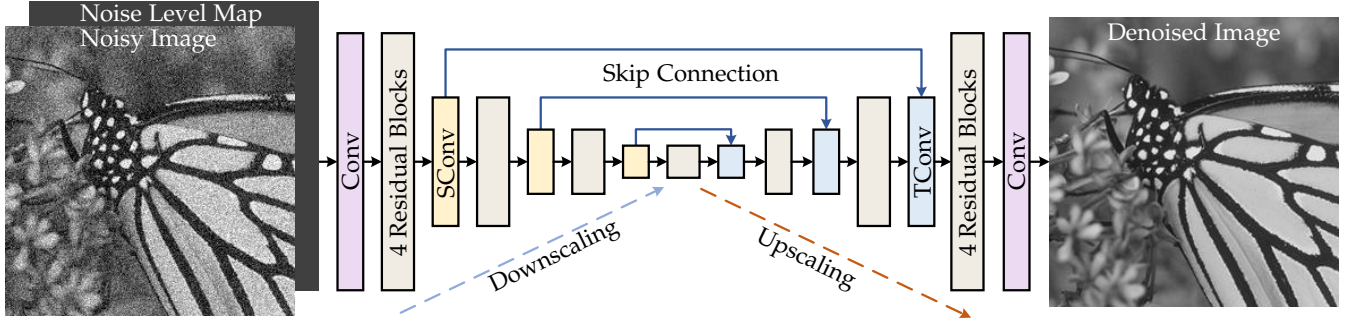 Noise Level Map
Noisy Image
Conv
4 Residual Blocks
SConv
Skip Connection
Downscaling
Upscaling
TConv
4 Residual Blocks
Conv
Denoised Image